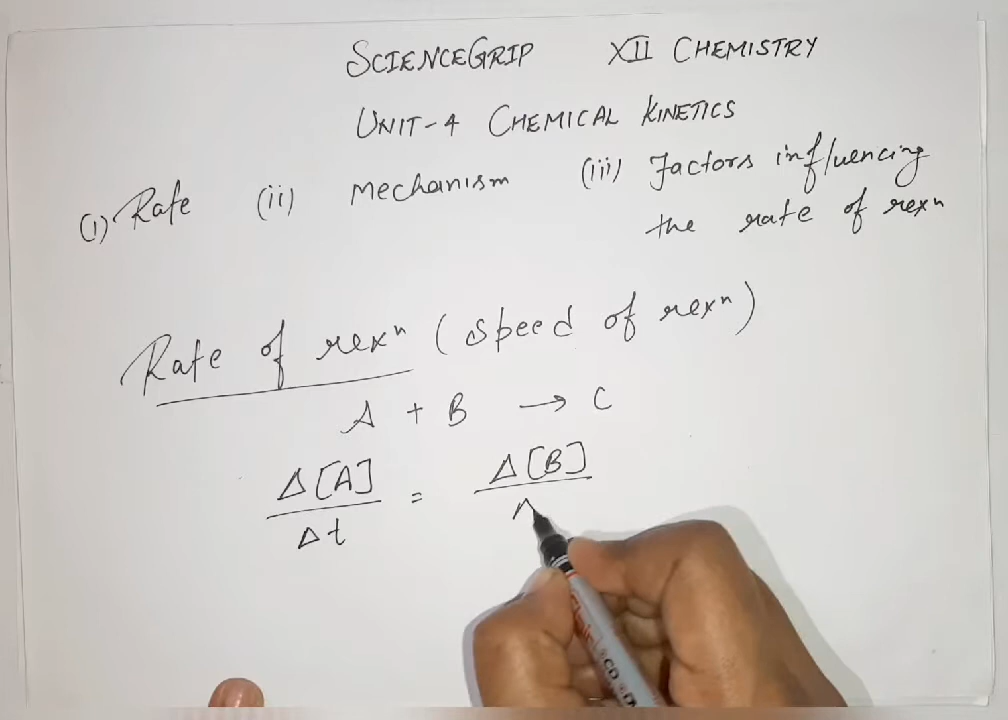 SCIENCEGRIP XII CHEMISTRY
UNIT-4 CHEMICAL KINETICS
(i) Rate (ii) Mechanism (iii) Factors influencing
the rate of rexⁿ
Rate of rexⁿ (Speed of rexⁿ)
A + B → C
Δ[A] Δ[B]
=
Δt